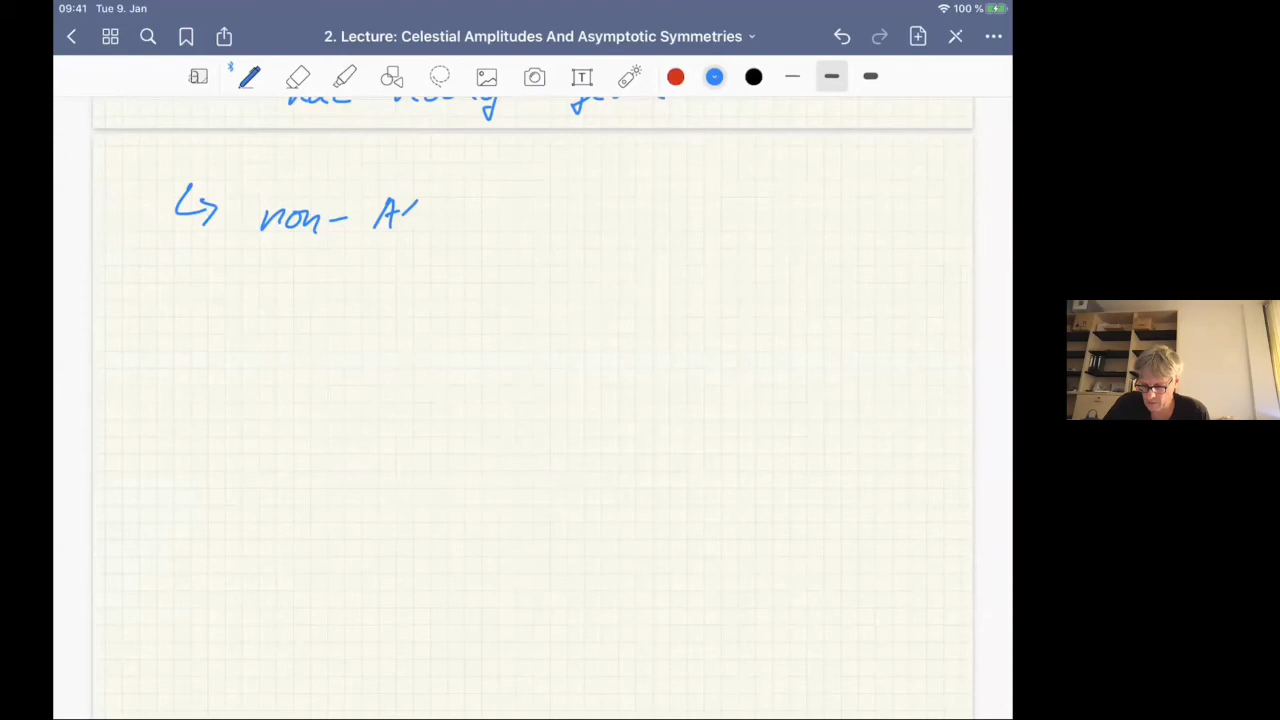 09:41 Tue 9. Jan 100 %
2. Lecture: Celestial Amplitudes And Asymptotic Symmetries
T
↳ non-